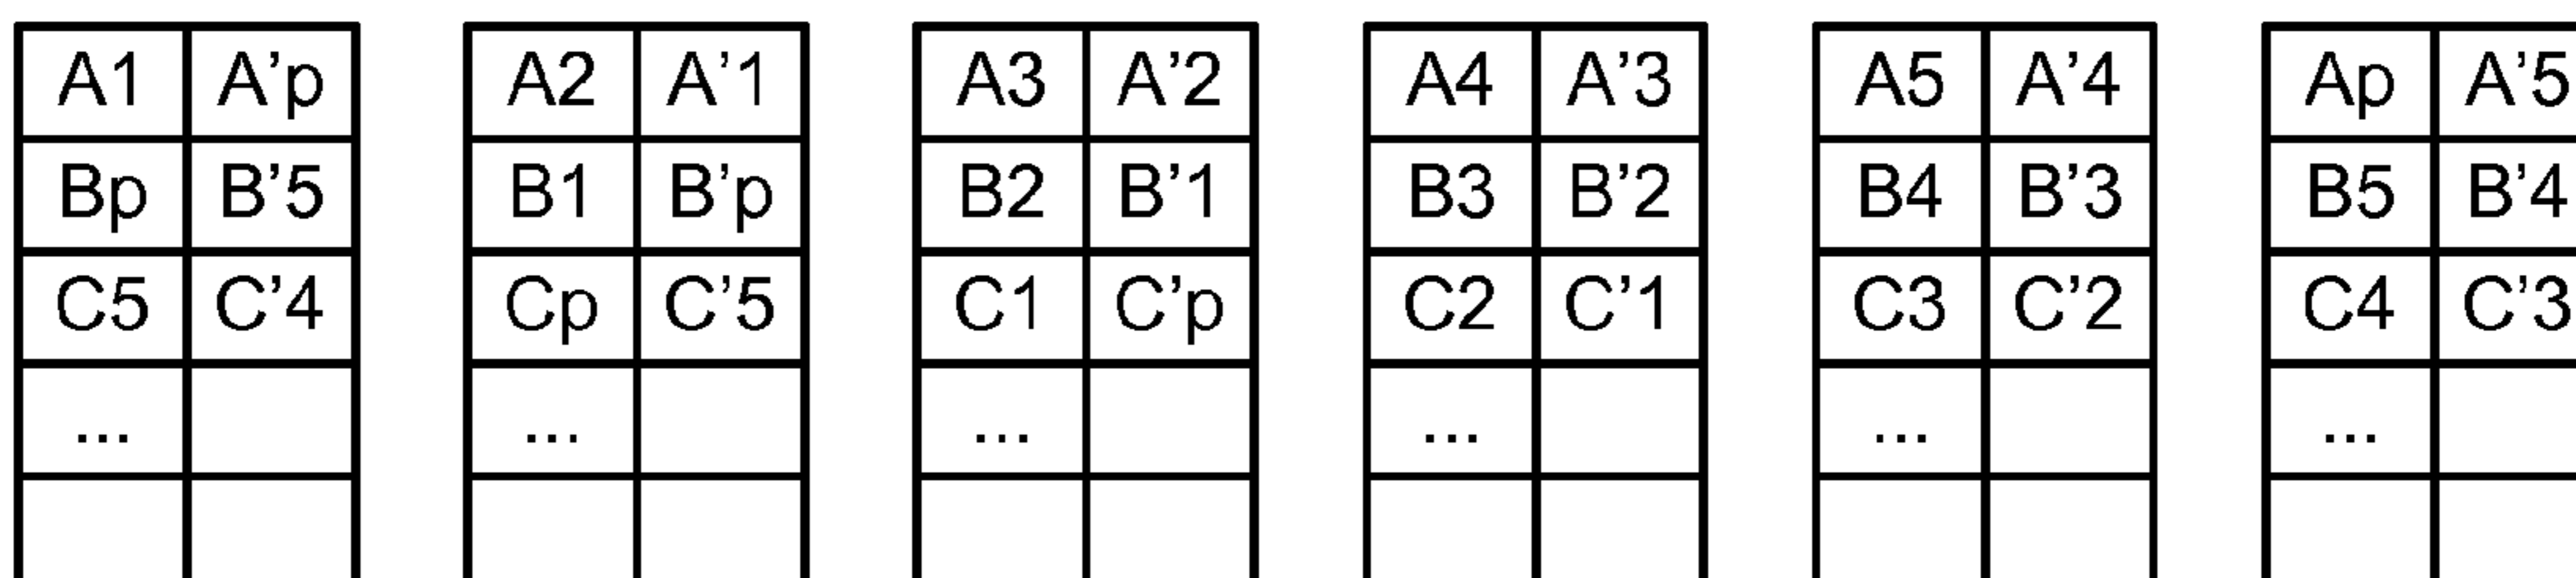 A1 A’p A2 A’1 A3 A’2 A4 A’3 A5 A’4 Ap A’5
Bp B’5 B1 B’p B2 B’1 B3 B’2 B4 B’3 B5 B’4
C5 C’4 Cp C’5 C1 C’p C2 C’1 C3 C’2 C4 C’3
... ... ... ... ... ...